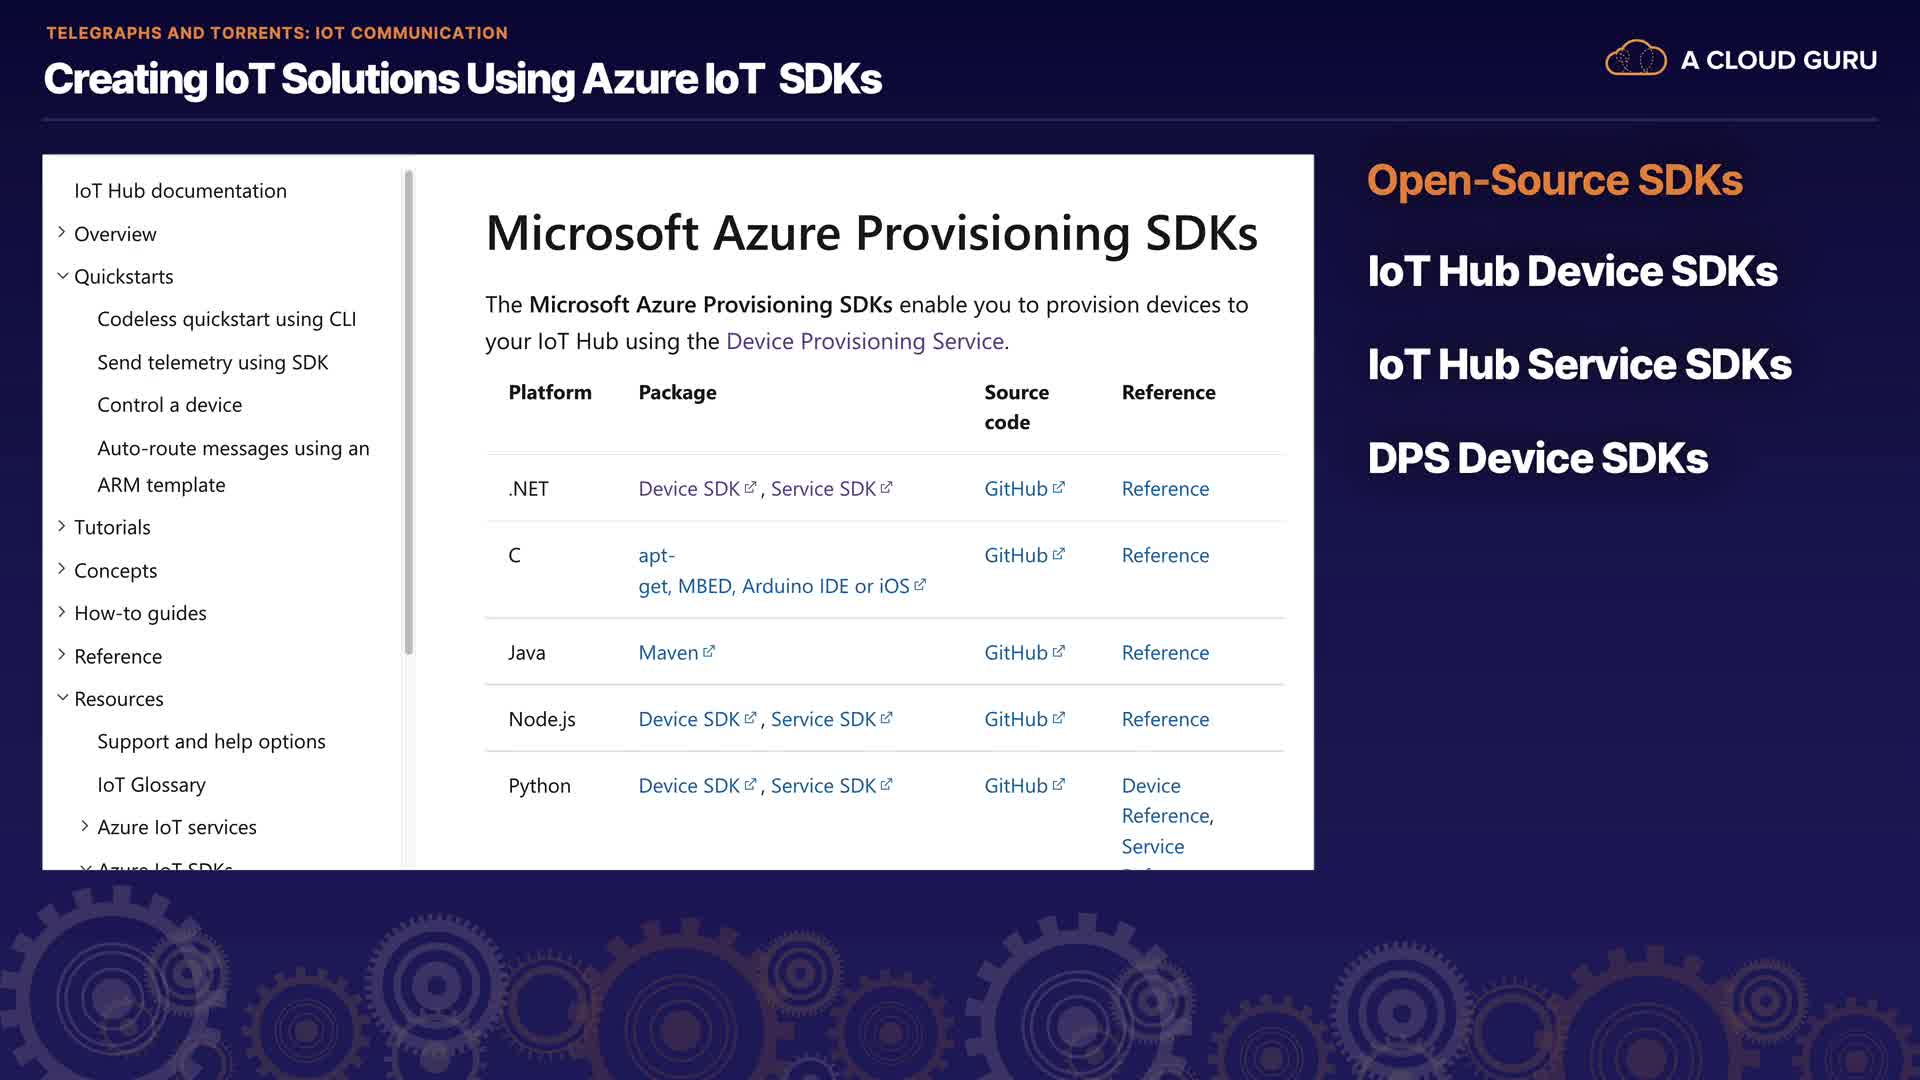 TELEGRAPHS AND TORRENTS: IOT COMMUNICATION
Creating IoT Solutions Using Azure IoT SDKs
A CLOUD GURU
IoT Hub documentation
Overview
Quickstarts
Codeless quickstart using CLI
Send telemetry using SDK
Control a device
Auto-route messages using an
ARM template
Tutorials
Concepts
How-to guides
Reference
Resources
Support and help options
IoT Glossary
Azure IoT services
Azure IoT SDKs
Microsoft Azure Provisioning SDKs
The Microsoft Azure Provisioning SDKs enable you to provision devices to
your IoT Hub using the Device Provisioning Service.
Platform Package Source Reference
code
.NET Device SDK, Service SDK GitHub Reference
C apt- GitHub Reference
get, MBED, Arduino IDE or iOS
Java Maven GitHub Reference
Node.js Device SDK, Service SDK GitHub Reference
Python Device SDK, Service SDK GitHub Device
Reference,
Service
Open-Source SDKs
IoT Hub Device SDKs
IoT Hub Service SDKs
DPS Device SDKs